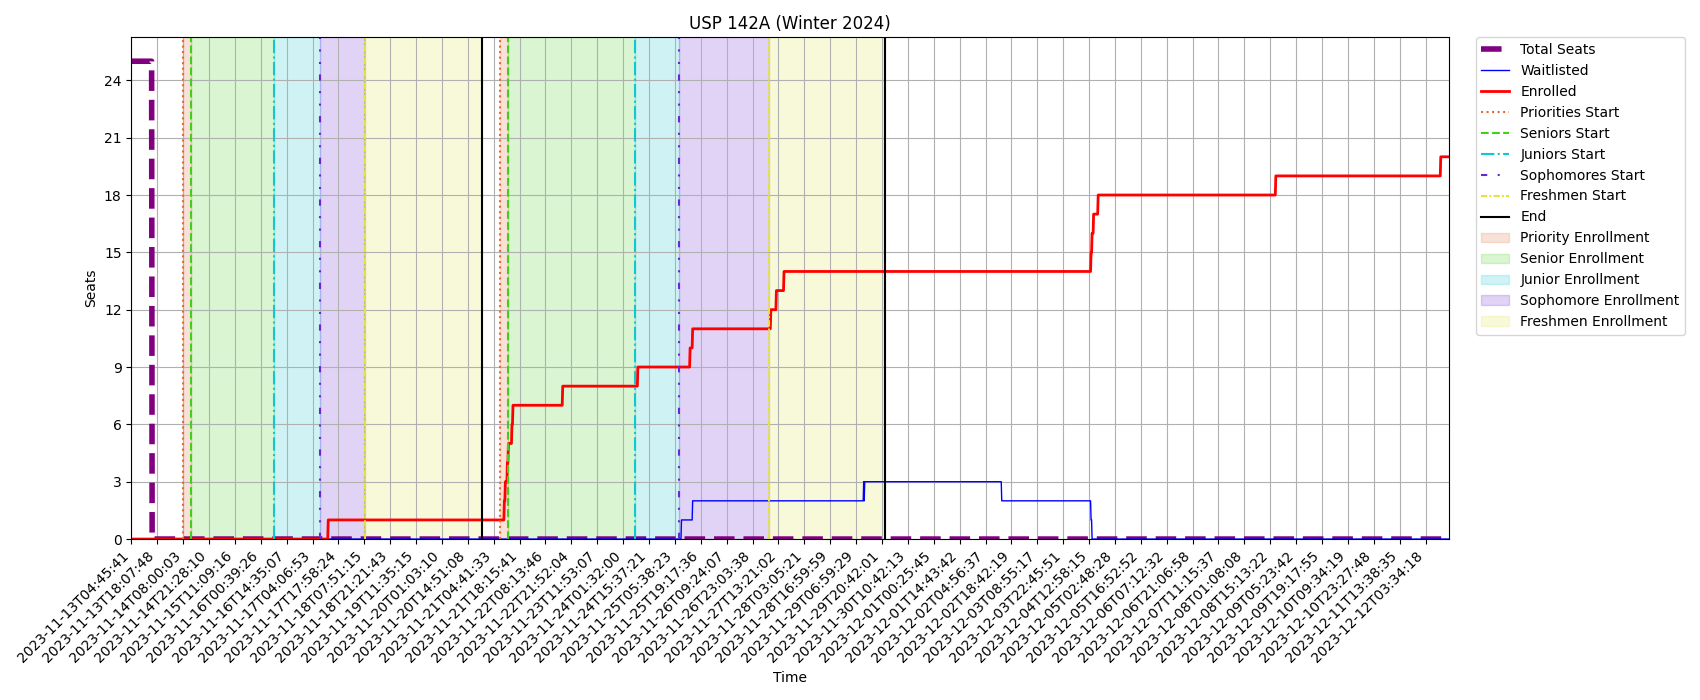 USP 142A (Winter 2024)
Total Seats
Waitlisted
Enrolled
Priorities Start
Seniors Start
Juniors Start
Sophomores Start
Freshmen Start
End
Priority Enrollment
Senior Enrollment
Junior Enrollment
Sophomore Enrollment
Freshmen Enrollment
Seats
24
21
18
15
12
9
6
3
0
2023-11-13T04:45:41
2023-11-13T18:07:48
2023-11-14T08:00:03
2023-11-14T21:28:10
2023-11-15T11:09:16
2023-11-16T00:39:26
2023-11-16T14:35:07
2023-11-17T04:06:53
2023-11-17T17:58:24
2023-11-18T07:51:15
2023-11-18T21:21:43
2023-11-19T11:35:15
2023-11-20T01:03:10
2023-11-20T14:51:08
2023-11-21T04:41:33
2023-11-21T18:15:41
2023-11-22T08:13:46
2023-11-22T21:52:04
2023-11-23T11:53:07
2023-11-24T01:32:00
2023-11-24T15:37:21
2023-11-25T05:38:23
2023-11-25T19:17:36
2023-11-26T09:24:07
2023-11-26T23:03:38
2023-11-27T13:21:02
2023-11-28T03:05:21
2023-11-28T16:59:59
2023-11-29T06:59:29
2023-11-29T20:42:01
2023-11-30T10:42:13
2023-12-01T00:25:45
2023-12-01T14:43:42
2023-12-02T04:56:37
2023-12-02T18:42:19
2023-12-03T08:55:17
2023-12-03T22:45:51
2023-12-04T12:58:15
2023-12-05T02:48:28
2023-12-05T16:52:52
2023-12-06T07:12:32
2023-12-06T21:06:58
2023-12-07T11:15:37
2023-12-08T01:08:08
2023-12-08T15:13:22
2023-12-09T05:23:42
2023-12-09T19:17:55
2023-12-10T09:34:19
2023-12-10T23:27:48
2023-12-11T13:38:35
2023-12-12T03:34:18
Time